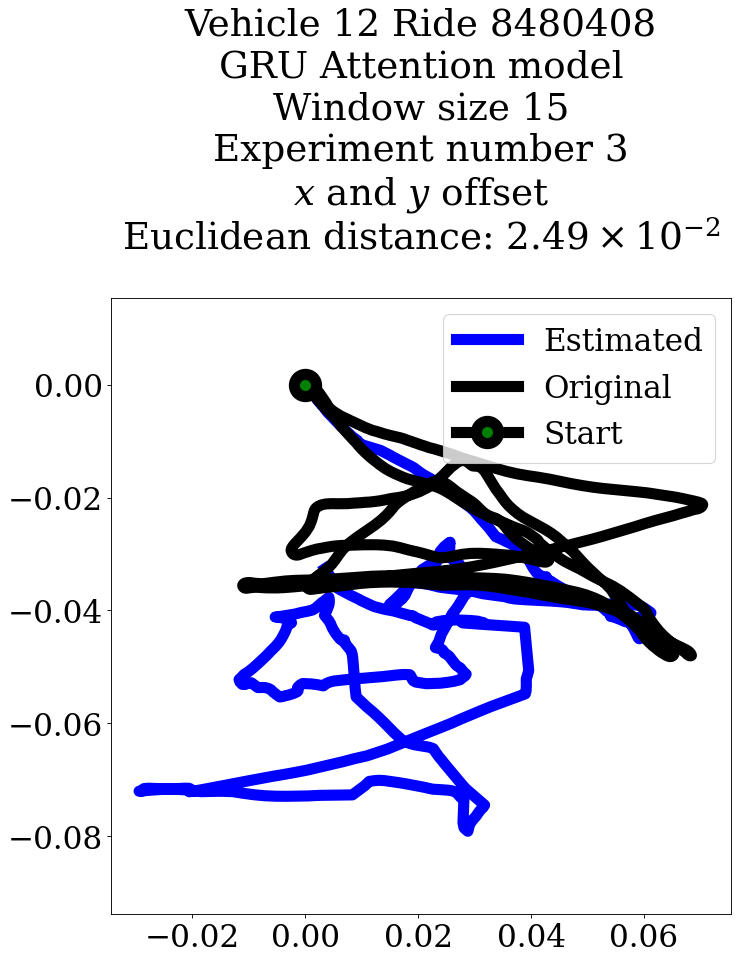 Vehicle 12 Ride 8480408
GRU Attention model
Window size 15
Experiment number 3
x and y offset
Euclidean distance: 2.49 × 10⁻²
Estimated
Original
Start
0.00
−0.02
−0.04
−0.06
−0.08
−0.02 0.00 0.02 0.04 0.06